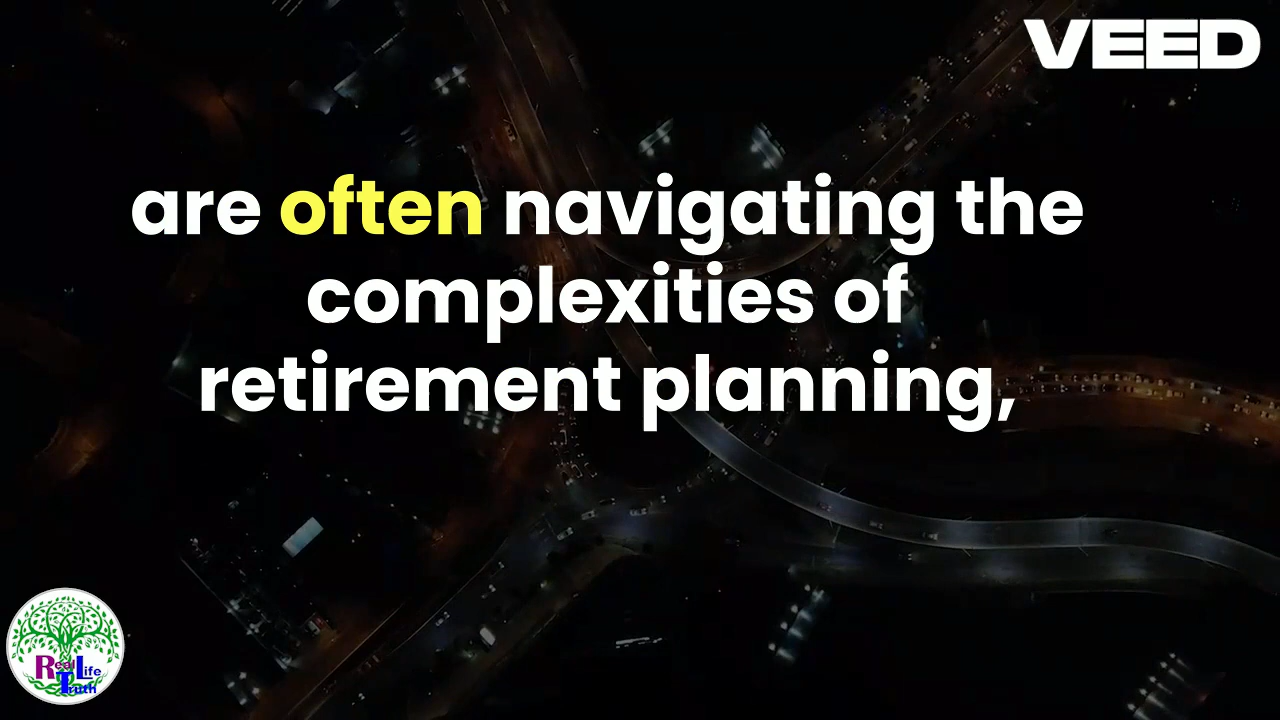 VEED
are often navigating the
complexities of
retirement planning,
Real Life
Truth